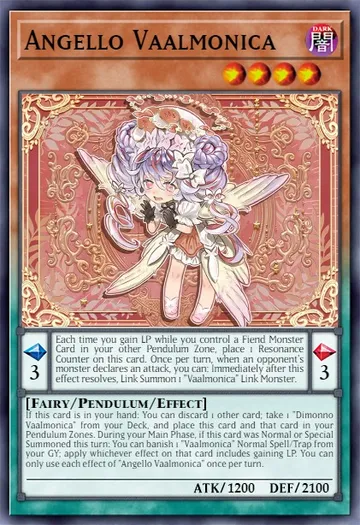 ANGELLO VAALMONICA
DARK
闇
Each time you gain LP while you control a Fiend Monster
Card in your other Pendulum Zone, place 1 Resonance
Counter on this card. Once per turn, when an opponent's
monster declares an attack, you can: Immediately after this
effect resolves, Link Summon 1 "Vaalmonica" Link Monster.
3
3
[Fairy/Pendulum/Effect]
If this card is in your hand: You can discard 1 other card; take 1 "Dimonno
Vaalmonica" from your Deck, and place this card and that card in your
Pendulum Zones. During your Main Phase, if this card was Normal or Special
Summoned this turn: You can banish 1 "Vaalmonica" Normal Spell/Trap from
your GY; apply whichever effect on that card includes gaining LP. You can
only use each effect of "Angello Vaalmonica" once per turn.
ATK/1200 DEF/2100